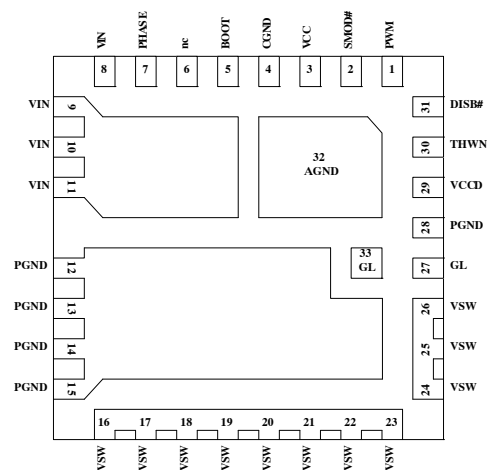 VIN PHASE nc BOOT CGND VCC SMOD# PWM
8 7 6 5 4 3 2 1
VIN 9 31 DISB#
VIN 10 30 THWN
32
AGND
VIN 11 29 VCCD
28 PGND
33
GL
PGND 12 27 GL
PGND 13 26 VSW
PGND 14 25 VSW
PGND 15 24 VSW
16 17 18 19 20 21 22 23
VSW VSW VSW VSW VSW VSW VSW VSW